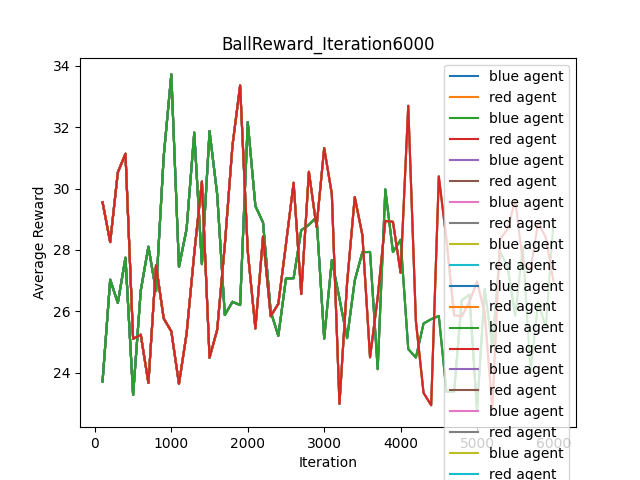 BallReward_Iteration6000
Average Reward
34
32
30
28
26
24
0
1000
2000
3000
4000
5000
6000
Iteration
blue agent
red agent
blue agent
red agent
blue agent
red agent
blue agent
red agent
blue agent
red agent
blue agent
red agent
blue agent
red agent
blue agent
red agent
blue agent
red agent
blue agent
red agent